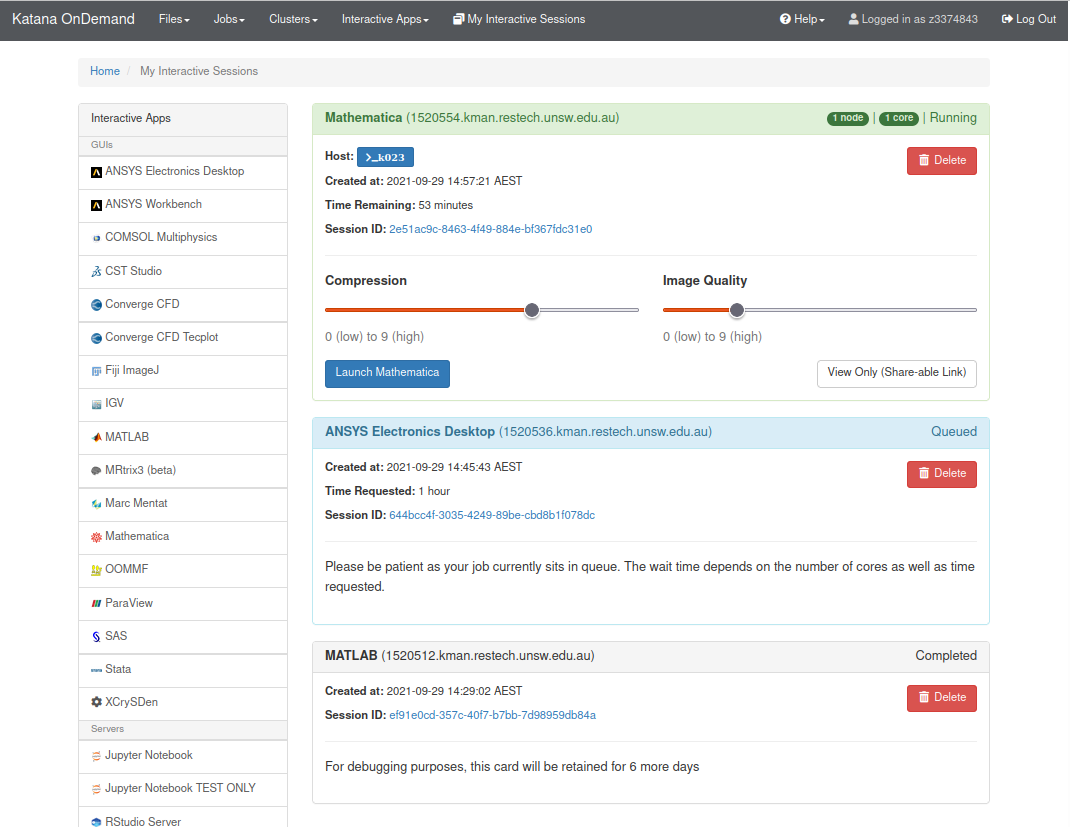 Katana OnDemand Files Jobs Clusters Interactive Apps My Interactive Sessions Help Logged in as z3374843 Log Out
Home / My Interactive Sessions
Interactive Apps
GUIs
ANSYS Electronics Desktop
ANSYS Workbench
COMSOL Multiphysics
CST Studio
Converge CFD
Converge CFD Tecplot
Fiji ImageJ
IGV
MATLAB
MRtrix3 (beta)
Marc Mentat
Mathematica
OOMMF
ParaView
SAS
Stata
XCrySDen
Servers
Jupyter Notebook
Jupyter Notebook TEST ONLY
RStudio Server
Mathematica (1520554.kman.restech.unsw.edu.au) 1 node | 1 core | Running
Host: >_k023
Delete
Created at: 2021-09-29 14:57:21 AEST
Time Remaining: 53 minutes
Session ID: 2e51ac9c-8463-4f49-884e-bf367fdc31e0
Compression Image Quality
0 (low) to 9 (high) 0 (low) to 9 (high)
Launch Mathematica View Only (Share-able Link)
ANSYS Electronics Desktop (1520536.kman.restech.unsw.edu.au) Queued
Created at: 2021-09-29 14:45:43 AEST
Delete
Time Requested: 1 hour
Session ID: 644bcc4f-3035-4249-89be-cbd8b1f078dc
Please be patient as your job currently sits in queue. The wait time depends on the number of cores as well as time
requested.
MATLAB (1520512.kman.restech.unsw.edu.au) Completed
Created at: 2021-09-29 14:29:02 AEST
Delete
Session ID: ef91e0cd-357c-40f7-b7bb-7d98959db84a
For debugging purposes, this card will be retained for 6 more days